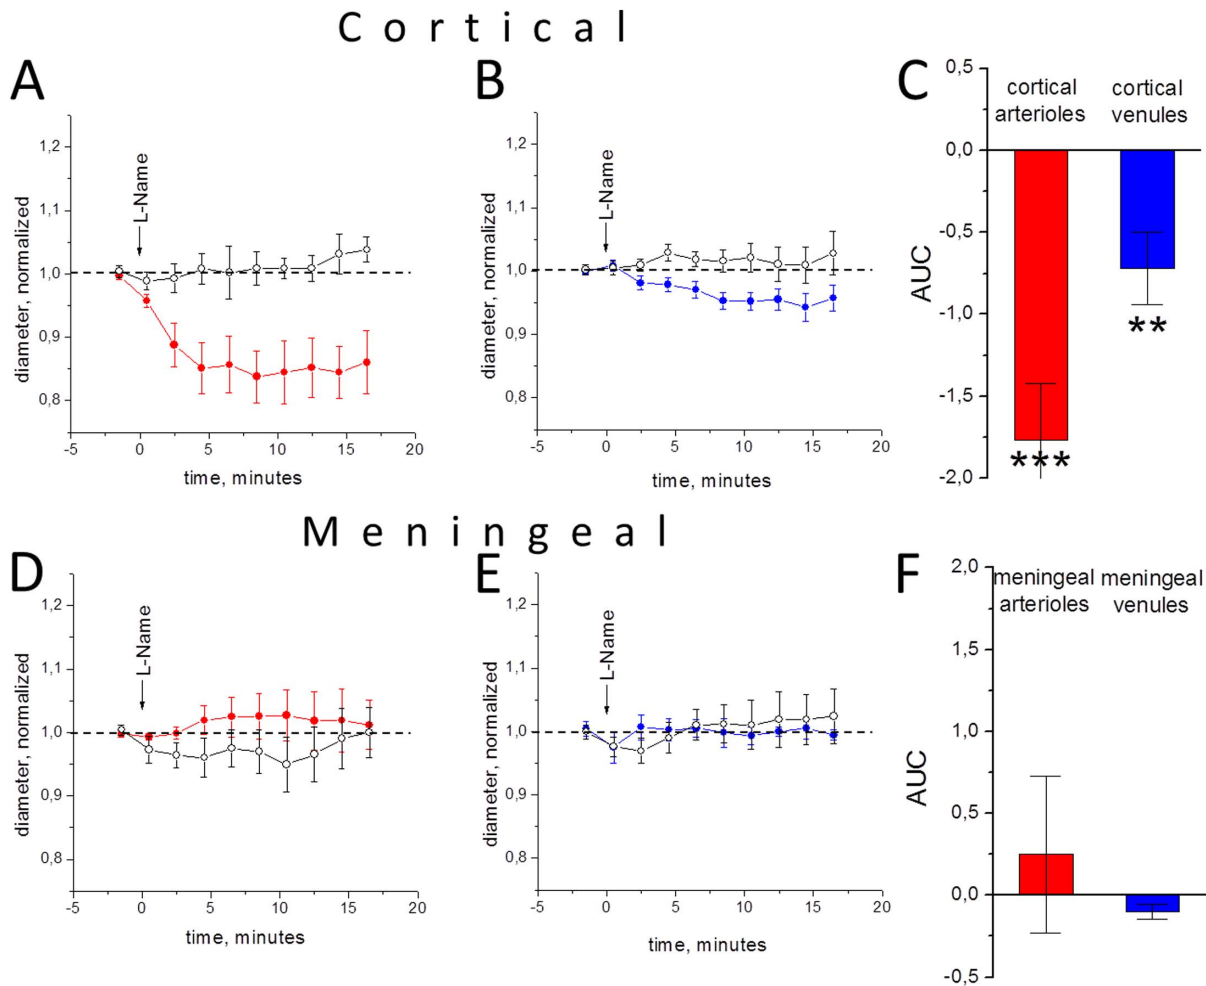 Cortical
A
1,2
1,1
1,0
0,9
0,8
diameter, normalized
L-Name
-5
0
5
10
15
20
time, minutes
B
1,2
1,1
1,0
0,9
0,8
diameter, normalized
L-Name
-5
0
5
10
15
20
time, minutes
C
0,5
0,0
-0,5
-1,0
-1,5
-2,0
AUC
cortical
arterioles
cortical
venules
***
**
Meningeal
D
1,2
1,1
1,0
0,9
0,8
diameter, normalized
L-Name
-5
0
5
10
15
20
time, minutes
E
1,2
1,1
1,0
0,9
0,8
diameter, normalized
L-Name
-5
0
5
10
15
20
time, minutes
F
2,0
1,5
1,0
0,5
0,0
-0,5
AUC
meningeal
arterioles
meningeal
venules